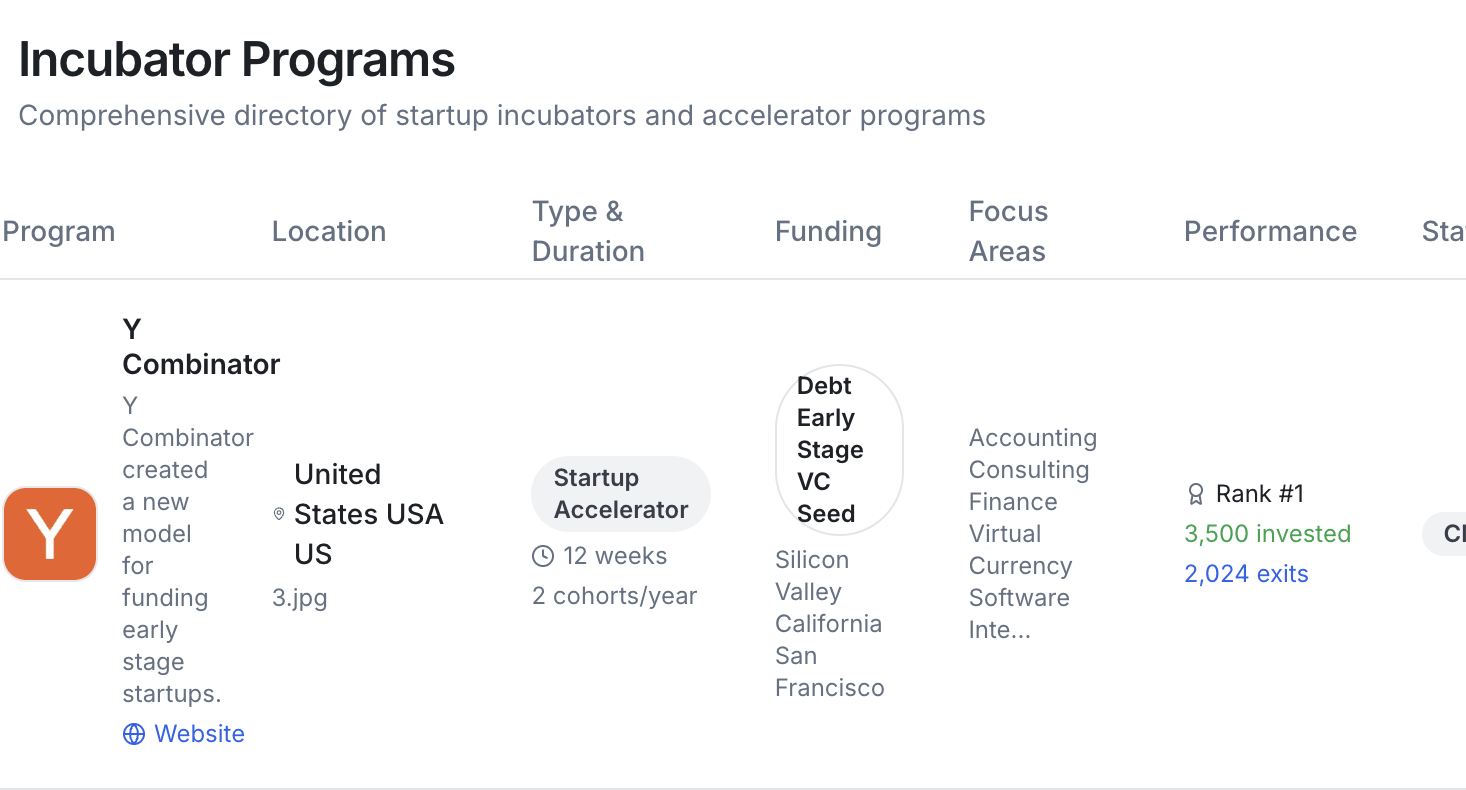 Incubator Programs
Comprehensive directory of startup incubators and accelerator programs
Program
Location
Type &
Duration
Funding
Focus
Areas
Performance
Sta
Y
Y
Combinator
Y
Combinator
created
a new
model
for
funding
early
stage
startups.
Website
United
States USA
US
3.jpg
Startup
Accelerator
12 weeks
2 cohorts/year
Debt
Early
Stage
VC
Seed
Silicon
Valley
California
San
Francisco
Accounting
Consulting
Finance
Virtual
Currency
Software
Inte...
Rank #1
3,500 invested
2,024 exits